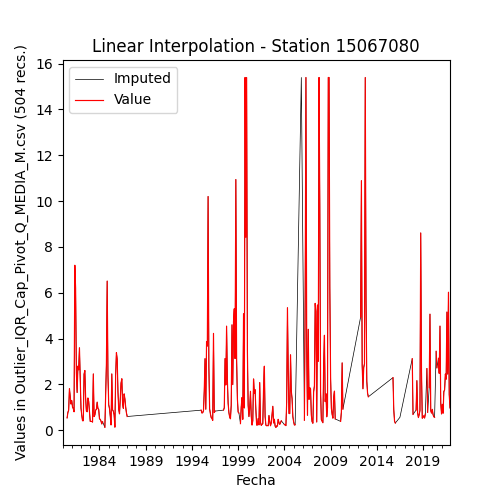 Linear Interpolation - Station 15067080
Values in Outlier_IQR_Cap_Pivot_Q_MEDIA_M.csv (504 recs.)
Imputed
Value
16
14
12
10
8
6
4
2
0
1984 1989 1994 1999 2004 2009 2014 2019
Fecha